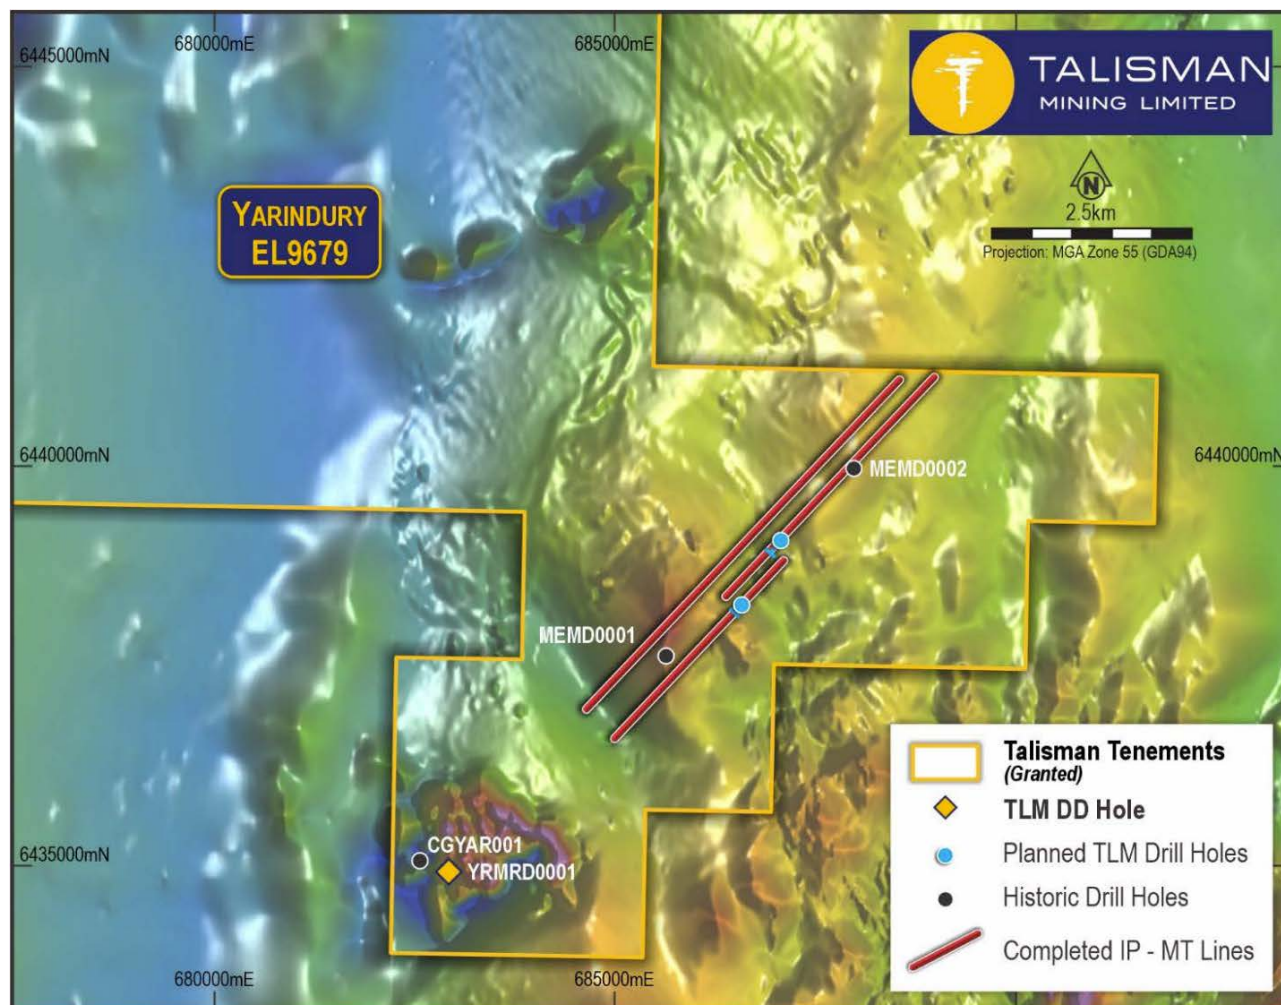 680000mE
685000mE
6445000mN
TALISMAN
MINING LIMITED
N
2.5km
Projection: MGA Zone 55 (GDA94)
YARINDURY
EL9679
6440000mN
6440000mN
MEMD0002
MEMD0001
CGYAR001
YRMRD0001
6435000mN
680000mE
685000mE
Talisman Tenements
(Granted)
TLM DD Hole
Planned TLM Drill Holes
Historic Drill Holes
Completed IP - MT Lines